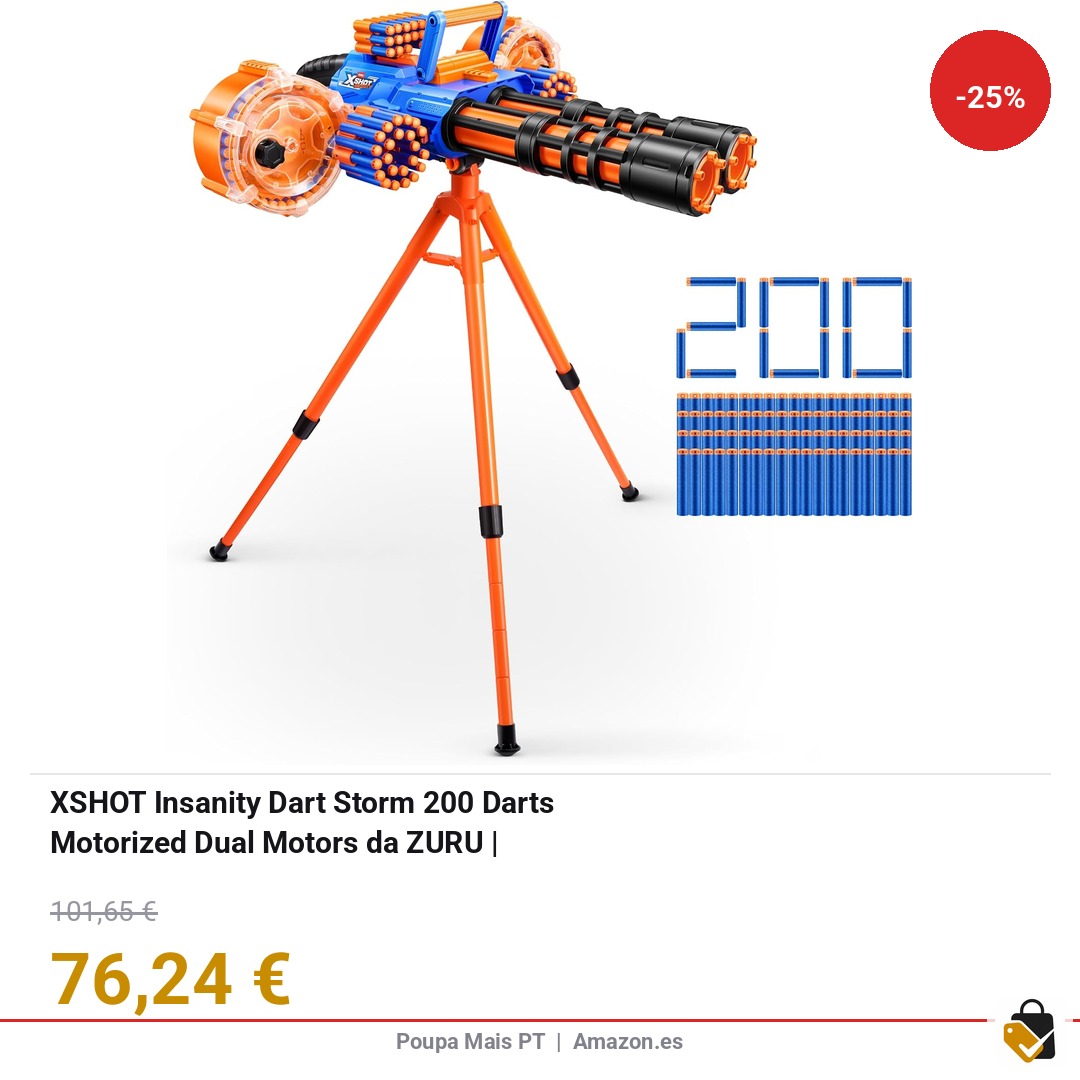 XSHOT
-25%
200
XSHOT Insanity Dart Storm 200 Darts
Motorized Dual Motors da ZURU |
101,65 €
76,24 €
Poupa Mais PT | Amazon.es